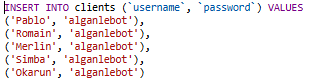 INSERT INTO clients (`username`, `password`) VALUES
('Pablo', 'alganlebot'),
('Romain', 'alganlebot'),
('Merlin', 'alganlebot'),
('Simba', 'alganlebot'),
('Okarun', 'alganlebot')